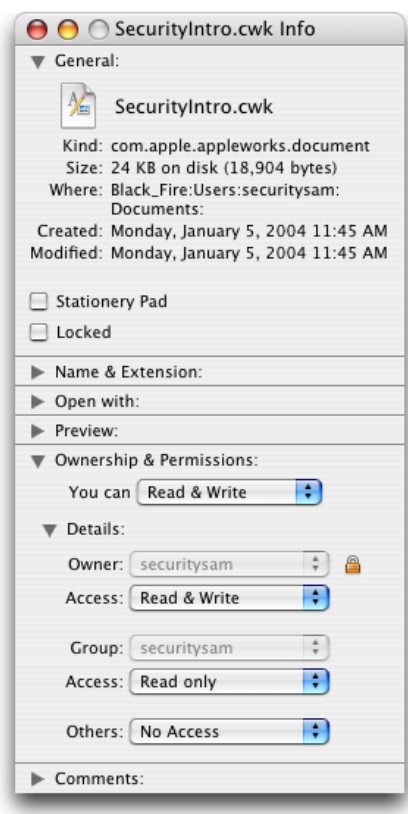 SecurityIntro.cwk Info
General:
SecurityIntro.cwk
Kind: com.apple.appleworks.document
Size: 24 KB on disk (18,904 bytes)
Where: Black_Fire:Users:securitysam:
Documents:
Created: Monday, January 5, 2004 11:45 AM
Modified: Monday, January 5, 2004 11:45 AM
Stationery Pad
Locked
Name & Extension:
Open with:
Preview:
Ownership & Permissions:
You can Read & Write
Details:
Owner: securitysam
Access: Read & Write
Group: securitysam
Access: Read only
Others: No Access
Comments: